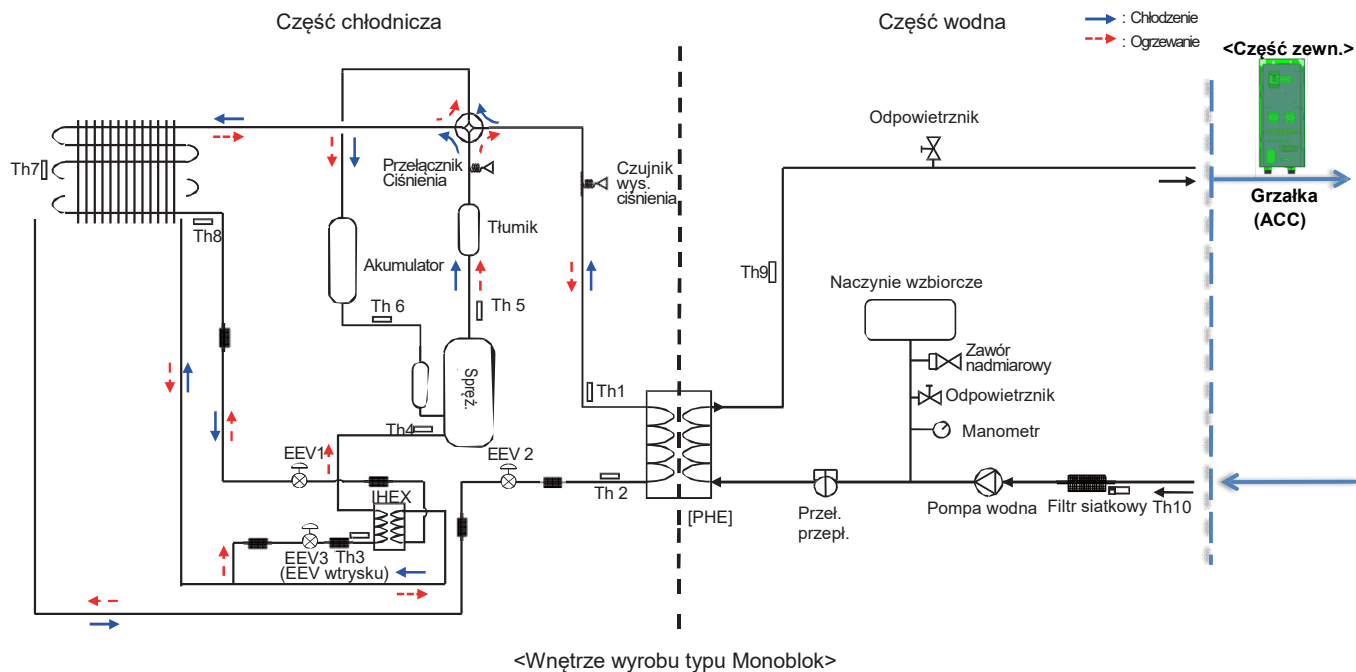 Część chłodnicza
Część wodna
: Chłodzenie
: Ogrzewanie
<Część zewn.>
Odpowietrznik
Th7
Przełącznik
Ciśnienia
Czujnik
wys.
ciśnienia
Grzałka
(ACC)
Th8
Tłumik
Akumulator
Th9
Naczynie wzbiorcze
Th 6
Th 5
Zawór
nadmiarowy
Spręż.
Th1
Odpowietrznik
Th4
Manometr
EEV1
EEV 2
IHEX
Th 2
[PHE]
Przeł.
przepł.
Pompa wodna
Filtr siatkowy
Th10
EEV3
Th3
(EEV wtrysku)
<Wnętrze wyrobu typu Monoblok>